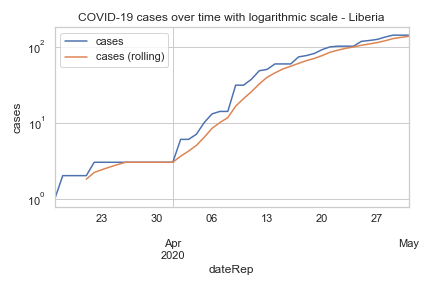 COVID-19 cases over time with logarithmic scale - Liberia
cases
cases (rolling)
cases
10²
10¹
10⁰
23 30 06 13 20 27
Apr May
2020
dateRep